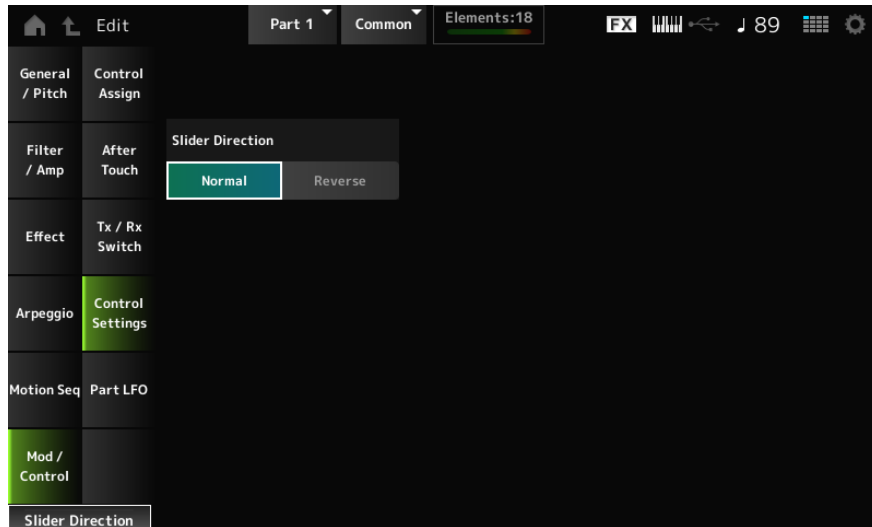 Edit
Part 1
Common
Elements:18
FX
♩ 89
General
/ Pitch
Control
Assign
Filter
/ Amp
After
Touch
Slider Direction
Normal
Reverse
Effect
Tx / Rx
Switch
Arpeggio
Control
Settings
Motion Seq
Part LFO
Mod /
Control
Slider Direction